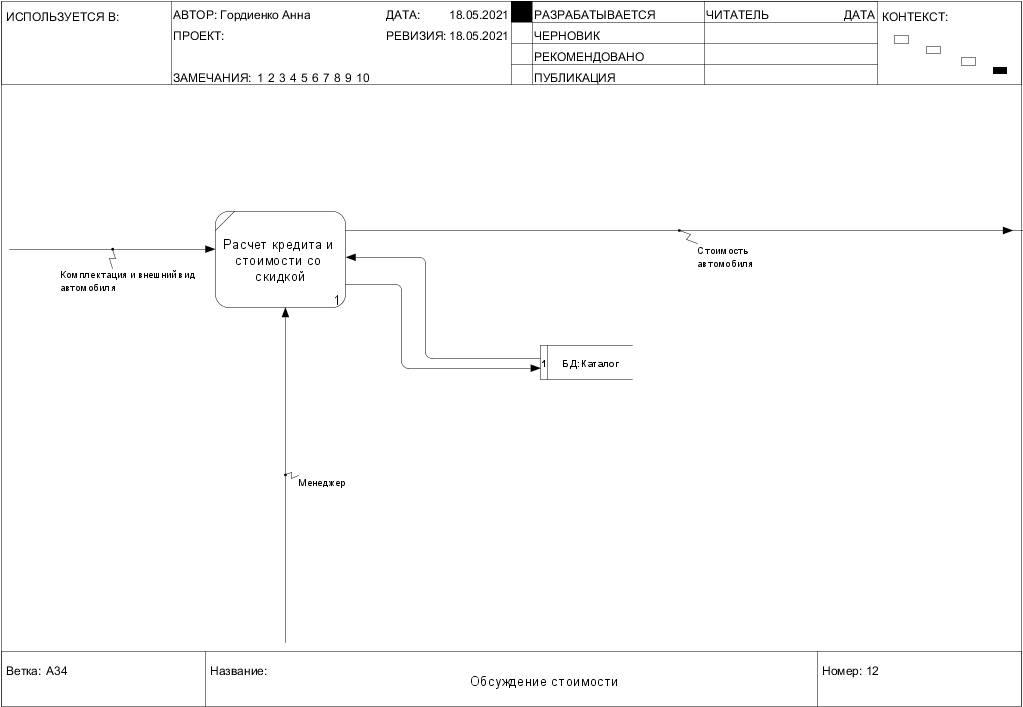 ИСПОЛЬЗУЕТСЯ В:
АВТОР: Гордиенко Анна
ДАТА: 18.05.2021
ПРОЕКТ:
РЕВИЗИЯ: 18.05.2021
ЗАМЕЧАНИЯ: 1 2 3 4 5 6 7 8 9 10
РАЗРАБАТЫВАЕТСЯ
ЧЕРНОВИК
РЕКОМЕНДОВАНО
ПУБЛИКАЦИЯ
ЧИТАТЕЛЬ
ДАТА
КОНТЕКСТ:
Расчет кредита и
стоимости со
скидкой
1
Комплектация и внешний вид
автомобиля
Стоимость
автомобиля
1
БД:Каталог
Менеджер
Ветка: A34
Название:
Обсуждение стоимости
Номер: 12